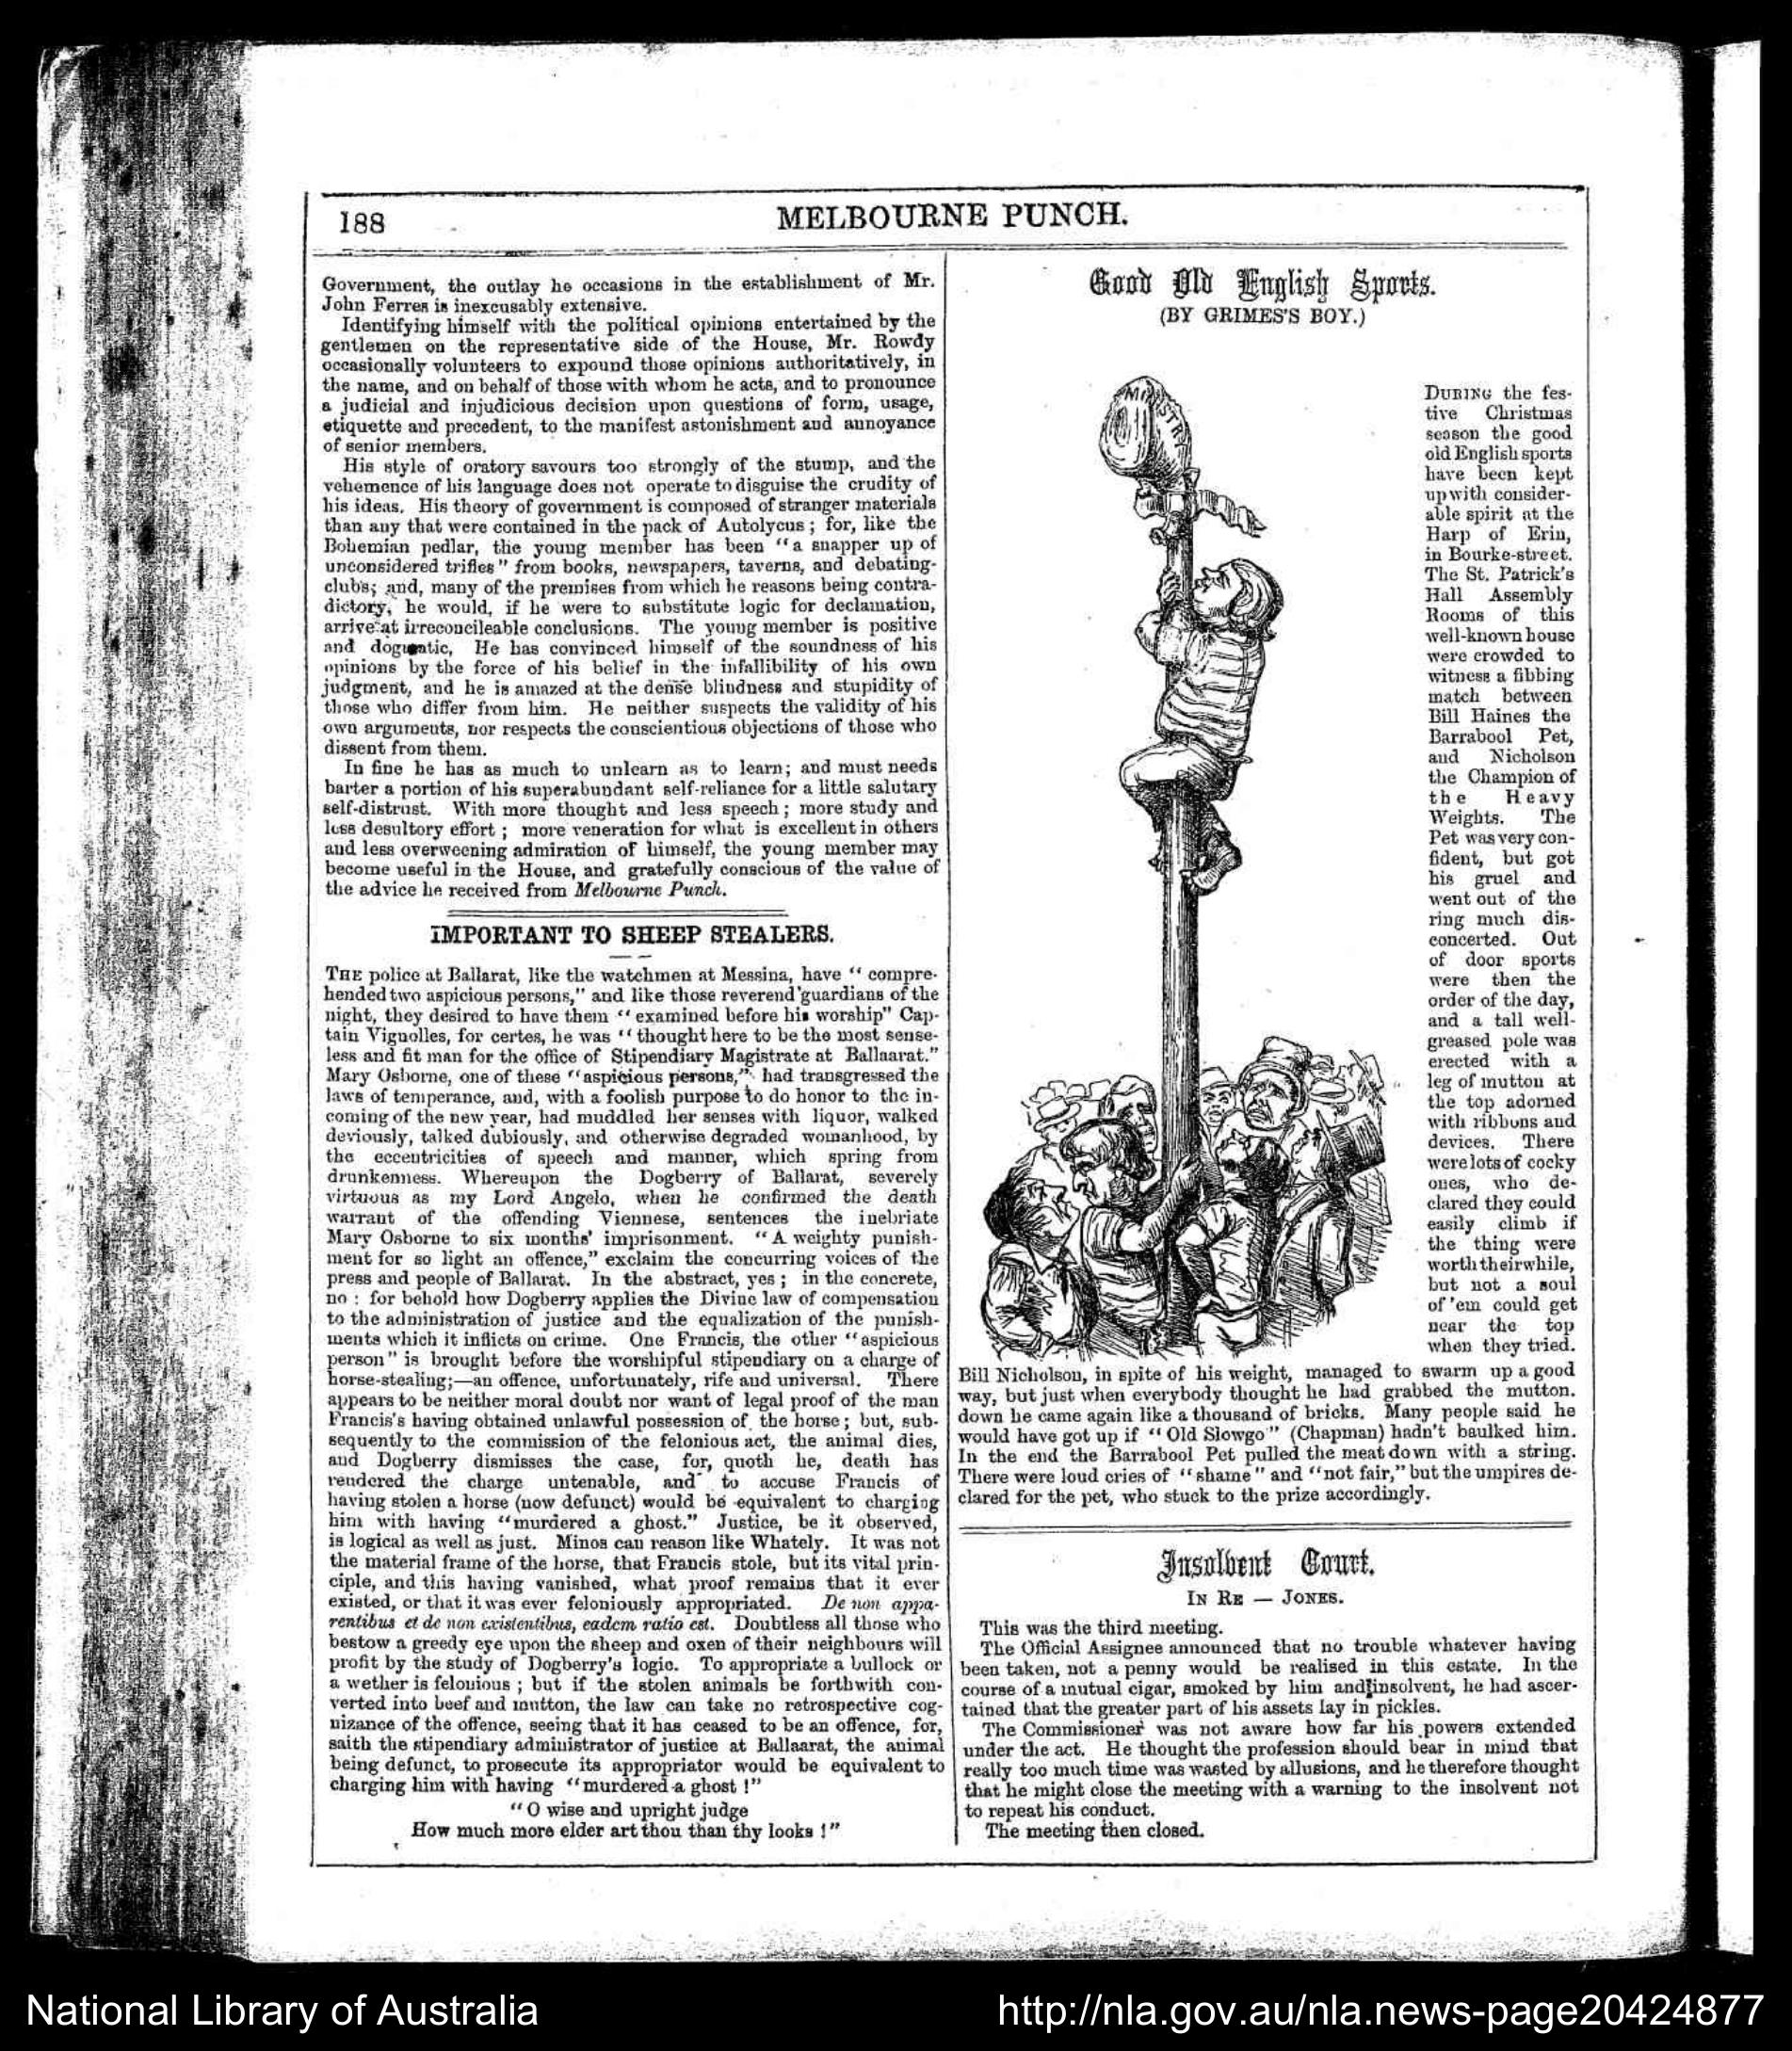 188
MELBOURNE PUNCH.
Government, the outlay he occasions in the establishment of Mr.
John Ferres is inexcusably extensive.
Identifying himself with the political opinions entertained by the
gentlemen on the representative side of the House, Mr. Rowdy
occasionally volunteers to expound those opinions authoritatively, in
the name, and on behalf of those with whom he acts, and to pronounce
a judicial and injudicious decision upon questions of form, usage,
etiquette and precedent, to the manifest astonishment and annoyance
of senior members.
His style of oratory savours too strongly of the stump, and the
vehemence of his language does not operate to disguise the crudity of
his ideas. His theory of government is composed of stranger materials
than any that were contained in the pack of Autolycus; for, like the
Bohemian pedlar, the young member has been "a snapper up of
unconsidered trifles" from books, newspapers, taverns, and debating-
clubs; and, many of the premises from which he reasons being contra-
dictory, he would, if he were to substitute logic for declamation,
arrive at irreconcileable conclusions. The young member is positive
and dogmatic, He has convinced himself of the soundness of his
opinions by the force of his belief in the infallibility of his own
judgment, and he is amazed at the dense blindness and stupidity of
those who differ from him. He neither suspects the validity of his
own arguments, nor respects the conscientious objections of those who
dissent from them.
In fine he has as much to unlearn as to learn; and must needs
barter a portion of his superabundant self-reliance for a little salutary
self-distrust. With more thought and less speech; more study and
less desultory effort; more veneration for what is excellent in others
and less overweening admiration of himself, the young member may
become useful in the House, and gratefully conscious of the value of
the advice he received from Melbourne Punch.
IMPORTANT TO SHEEP STEALERS.
THE police at Ballarat, like the watchmen at Messina, have "compre-
hended two aspicious persons," and like those reverend guardians of the
night, they desired to have them "examined before his worship" Cap-
tain Vignolles, for certes, he was "thought here to be the most sense-
less and fit man for the office of Stipendiary Magistrate at Ballaarat."
Mary Osborne, one of these "aspicious persons," had transgressed the
laws of temperance, and, with a foolish purpose to do honor to the in-
coming of the new year, had muddled her senses with liquor, walked
deviously, talked dubiously, and otherwise degraded womanhood, by
the eccentricities of speech and manner, which spring from
drunkenness. Whereupon the Dogberry of Ballarat, severely
virtuous as my Lord Angelo, when he confirmed the death
warrant of the offending Viennese, sentences the inebriate
Mary Osborne to six months' imprisonment. "A weighty punish-
ment for so light an offence," exclaim the concurring voices of the
press and people of Ballarat. In the abstract, yes; in the concrete,
no: for behold how Dogberry applies the Divine law of compensation
to the administration of justice and the equalization of the punish-
ments which it inflicts on crime. One Francis, the other "aspicious
person" is brought before the worshipful stipendiary on a charge of
horse-stealing;—an offence, unfortunately, rife and universal. There
appears to be neither moral doubt nor want of legal proof of the man
Francis's having obtained unlawful possession of the horse; but, sub-
sequently to the commission of the felonious act, the animal dies,
and Dogberry dismisses the case, for, quoth he, death has
rendered the charge untenable, and to accuse Francis of
having stolen a horse (now defunct) would be equivalent to charging
him with having "murdered a ghost." Justice, be it observed,
is logical as well as just. Minos can reason like Whately. It was not
the material frame of the horse, that Francis stole, but its vital prin-
ciple, and this having vanished, what proof remains that it ever
existed, or that it was ever feloniously appropriated. De non appa-
rentibus et de non existentibus, eadem ratio est. Doubtless all those who
bestow a greedy eye upon the sheep and oxen of their neighbours will
profit by the study of Dogberry's logic. To appropriate a bullock or
a wether is felonious; but if the stolen animals be forthwith con-
verted into beef and mutton, the law can take no retrospective cog-
nizance of the offence, seeing that it has ceased to be an offence, for,
saith the stipendiary administrator of justice at Ballaarat, the animal
being defunct, to prosecute its appropriator would be equivalent to
charging him with having "murdered a ghost!"
"O wise and upright judge
How much more elder art thou than thy looks!"
Good Old English Sports.
(BY GRIMES'S BOY.)
MINISTRY
DURING the fes-
tive Christmas
season the good
old English sports
have been kept
up with consider-
able spirit at the
Harp of Erin,
in Bourke-street.
The St. Patrick's
Hall Assembly
Rooms of this
well-known house
were crowded to
witness a fibbing
match between
Bill Haines the
Barrabool Pet,
and Nicholson
the Champion of
the Heavy
Weights. The
Pet was very con-
fident, but got
his gruel and
went out of the
ring much dis-
concerted. Out
of door sports
were then the
order of the day,
and a tall well-
greased pole was
erected with a
leg of mutton at
the top adorned
with ribbons and
devices. There
were lots of cocky
ones, who de-
clared they could
easily climb if
the thing were
worth their while,
but not a soul
of 'em could get
near the top
when they tried.
Bill Nicholson, in spite of his weight, managed to swarm up a good
way, but just when everybody thought he had grabbed the mutton.
down he came again like a thousand of bricks. Many people said he
would have got up if "Old Slowgo" (Chapman) hadn't baulked him.
In the end the Barrabool Pet pulled the meat down with a string.
There were loud cries of "shame" and "not fair," but the umpires de-
clared for the pet, who stuck to the prize accordingly.
Insolvent Court.
IN RE — JONES.
This was the third meeting.
The Official Assignee announced that no trouble whatever having
been taken, not a penny would be realised in this estate. In the
course of a mutual cigar, smoked by him and insolvent, he had ascer-
tained that the greater part of his assets lay in pickles.
The Commissioner was not aware how far his powers extended
under the act. He thought the profession should bear in mind that
really too much time was wasted by allusions, and he therefore thought
that he might close the meeting with a warning to the insolvent not
to repeat his conduct.
The meeting then closed.
National Library of Australia
http://nla.gov.au/nla.news-page20424877